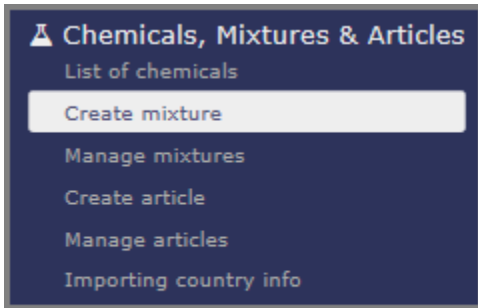 Chemicals, Mixtures & Articles
List of chemicals
Create mixture
Manage mixtures
Create article
Manage articles
Importing country info